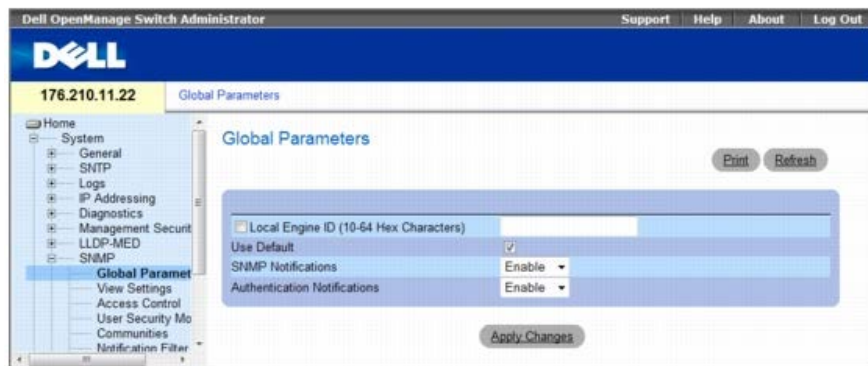 Dell OpenManage Switch Administrator Support Help About Log Out
DELL
176.210.11.22 Global Parameters
Home
System
General
SNTP
Logs
IP Addressing
Diagnostics
Management Securit
LLDP-MED
SNMP
Global Paramet
View Settings
Access Control
User Security Mo
Communities
Notification Filter
Global Parameters
Print Refresh
Local Engine ID (10-64 Hex Characters)
Use Default
SNMP Notifications Enable
Authentication Notifications Enable
Apply Changes